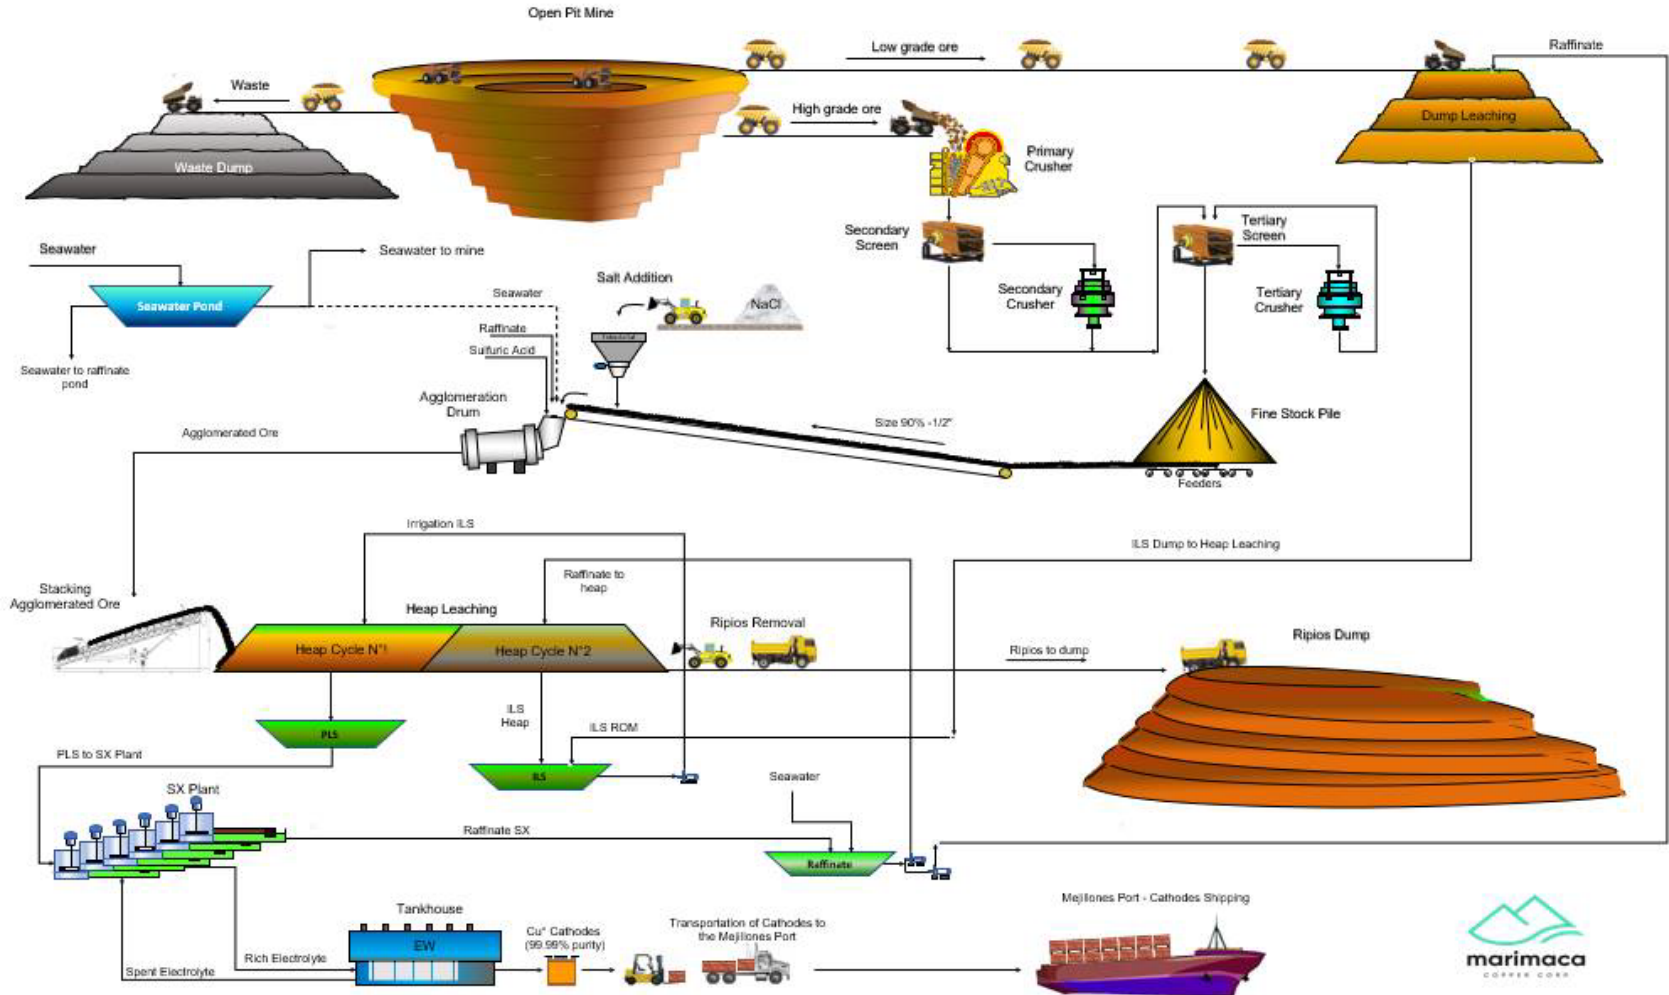 Open Pit Mine
Low grade ore
Raffinate
Waste
High grade ore
Dump Leaching
Primary
Crusher
Waste Dump
Secondary
Screen
Tertiary
Screen
Seawater
Seawater to mine
Salt Addition
Seawater
NaCl
Secondary
Crusher
Tertiary
Crusher
Seawater Pond
Raffinate
Sulfuric Acid
Seawater to raffinate
pond
Agglomeration
Drum
Size 90% -1/2"
Fine Stock Pile
Agglomerated Ore
Feeders
Irrigation ILS
ILS Dump to Heap Leaching
Raffinate to
heap
Stacking
Agglomerated Ore
Heap Leaching
Ripios Removal
Ripios Dump
Heap Cycle N°1
Heap Cycle N°2
Ripios to dump
ILS
Heap
ILS ROM
PLS
PLS to SX Plant
ILS
Seawater
SX Plant
Raffinate SX
Raffinate
Tankhouse
EW
Cu° Cathodes
(99.99% purity)
Transportation of Cathodes to
the Mejillones Port
Mejillones Port - Cathodes Shipping
Rich Electrolyte
Spent Electrolyte
marimaca
COPPER CORP